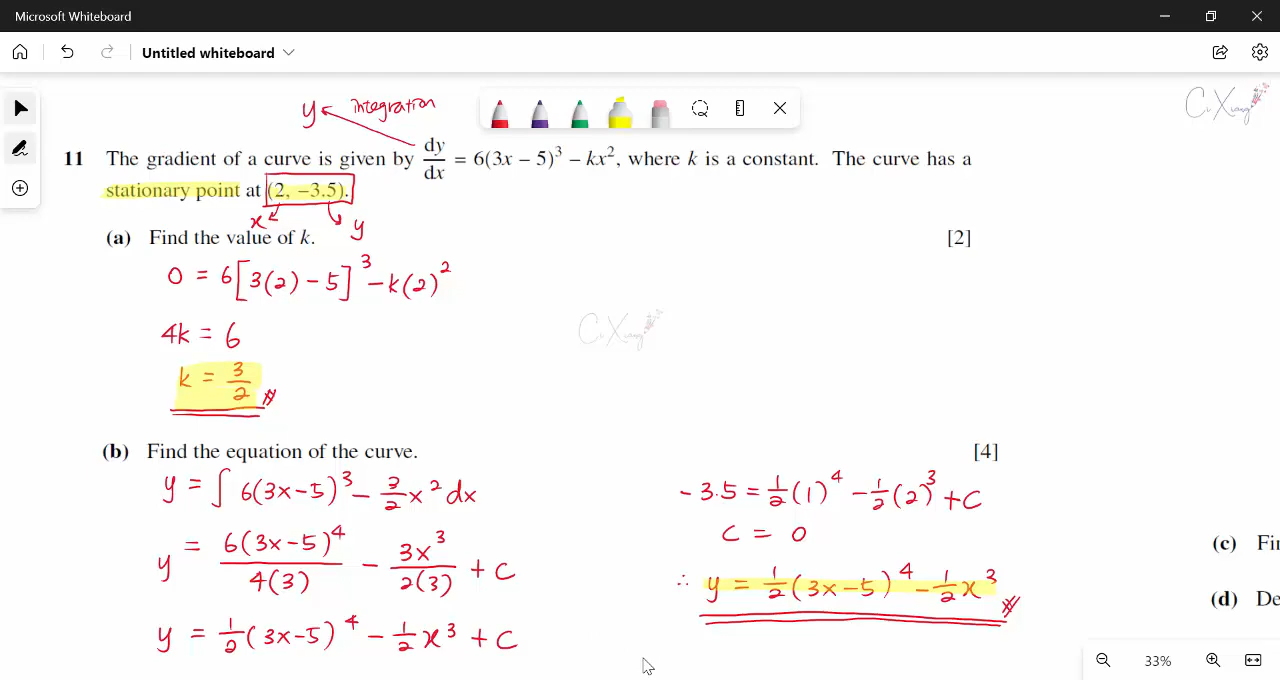 Microsoft Whiteboard
Untitled whiteboard
y integration
CiXiang
11 The gradient of a curve is given by dy/dx = 6(3x − 5)³ − kx², where k is a constant. The curve has a
stationary point at (2, −3.5).
x y
(a) Find the value of k. [2]
0 = 6[3(2) − 5]³ − k(2)²
4k = 6
CiXiang
k = 3/2
(b) Find the equation of the curve. [4]
y = ∫ 6(3x−5)³ − 3/2 x² dx
y = 6(3x−5)⁴/4(3) − 3x³/2(3) + C
y = 1/2(3x−5)⁴ − 1/2 x³ + C
−3.5 = 1/2(1)⁴ − 1/2(2)³ + C
C = 0
∴ y = 1/2(3x−5)⁴ − 1/2 x³
(c) Fin
(d) De
33%